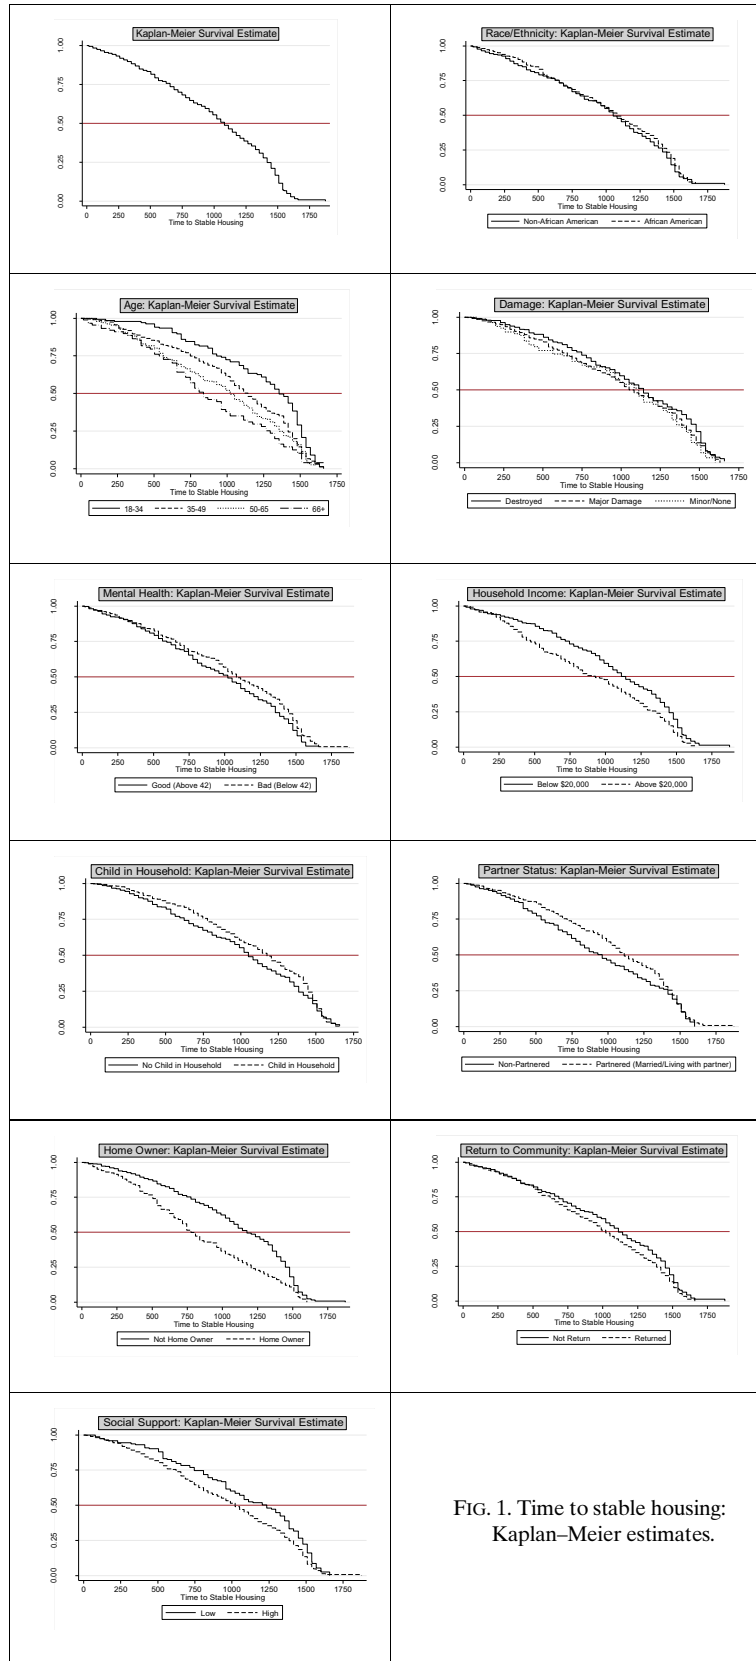 Kaplan-Meier Survival Estimate
1.00
0.75
0.50
0.25
0.00
0 250 500 750 1000 1250 1500 1750
Time to Stable Housing
Race/Ethnicity: Kaplan-Meier Survival Estimate
1.00
0.75
0.50
0.25
0.00
0 250 500 750 1000 1250 1500 1750
Time to Stable Housing
Non-African American African American
Age: Kaplan-Meier Survival Estimate
1.00
0.75
0.50
0.25
0.00
0 250 500 750 1000 1250 1500 1750
Time to Stable Housing
18-34 35-49 50-65 66+
Damage: Kaplan-Meier Survival Estimate
1.00
0.75
0.50
0.25
0.00
0 250 500 750 1000 1250 1500 1750
Time to Stable Housing
Destroyed Major Damage Minor/None
Mental Health: Kaplan-Meier Survival Estimate
1.00
0.75
0.50
0.25
0.00
0 250 500 750 1000 1250 1500 1750
Time to Stable Housing
Good (Above 42) Bad (Below 42)
Household Income: Kaplan-Meier Survival Estimate
1.00
0.75
0.50
0.25
0.00
0 250 500 750 1000 1250 1500 1750
Time to Stable Housing
Below $20,000 Above $20,000
Child in Household: Kaplan-Meier Survival Estimate
1.00
0.75
0.50
0.25
0.00
0 250 500 750 1000 1250 1500 1750
Time to Stable Housing
No Child in Household Child in Household
Partner Status: Kaplan-Meier Survival Estimate
1.00
0.75
0.50
0.25
0.00
0 250 500 750 1000 1250 1500 1750
Time to Stable Housing
Non-Partnered Partnered (Married/Living with partner)
Home Owner: Kaplan-Meier Survival Estimate
1.00
0.75
0.50
0.25
0.00
0 250 500 750 1000 1250 1500 1750
Time to Stable Housing
Not Home Owner Home Owner
Return to Community: Kaplan-Meier Survival Estimate
1.00
0.75
0.50
0.25
0.00
0 250 500 750 1000 1250 1500 1750
Time to Stable Housing
Not Return Returned
Social Support: Kaplan-Meier Survival Estimate
1.00
0.75
0.50
0.25
0.00
0 250 500 750 1000 1250 1500 1750
Time to Stable Housing
Low High
FIG. 1. Time to stable housing:
Kaplan–Meier estimates.